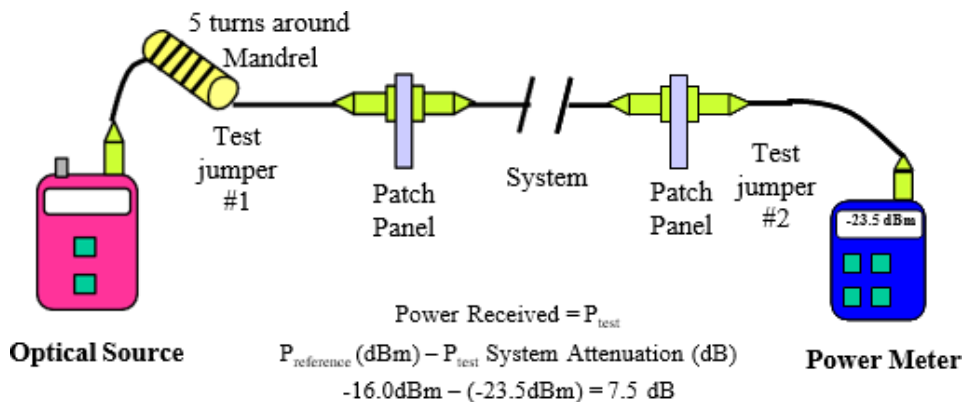 5 turns around
Mandrel
Test
jumper
#1
Patch
Panel
System
Patch
Panel
Test
jumper
#2
-23.5 dBm
Optical Source
Power Received = Ptest
Preference (dBm) – Ptest System Attenuation (dB)
-16.0dBm – (-23.5dBm) = 7.5 dB
Power Meter